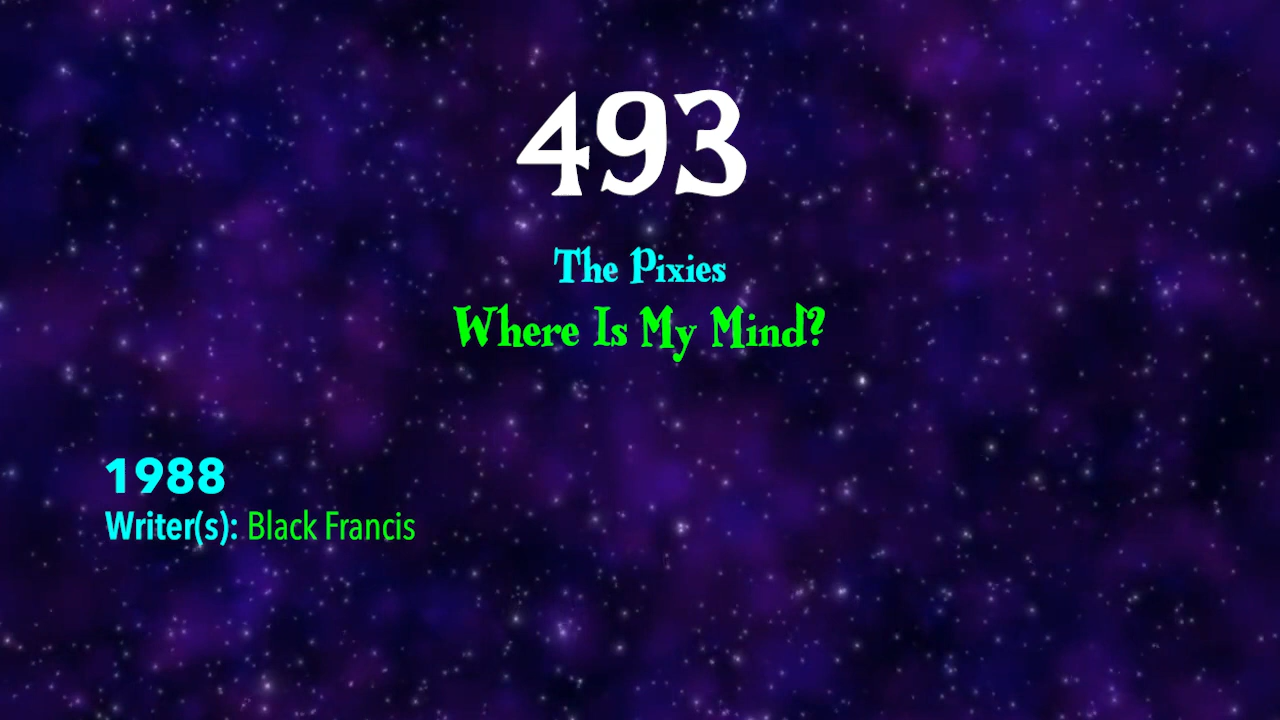 493
The Pixies
Where Is My Mind?
1988
Writer(s): Black Francis